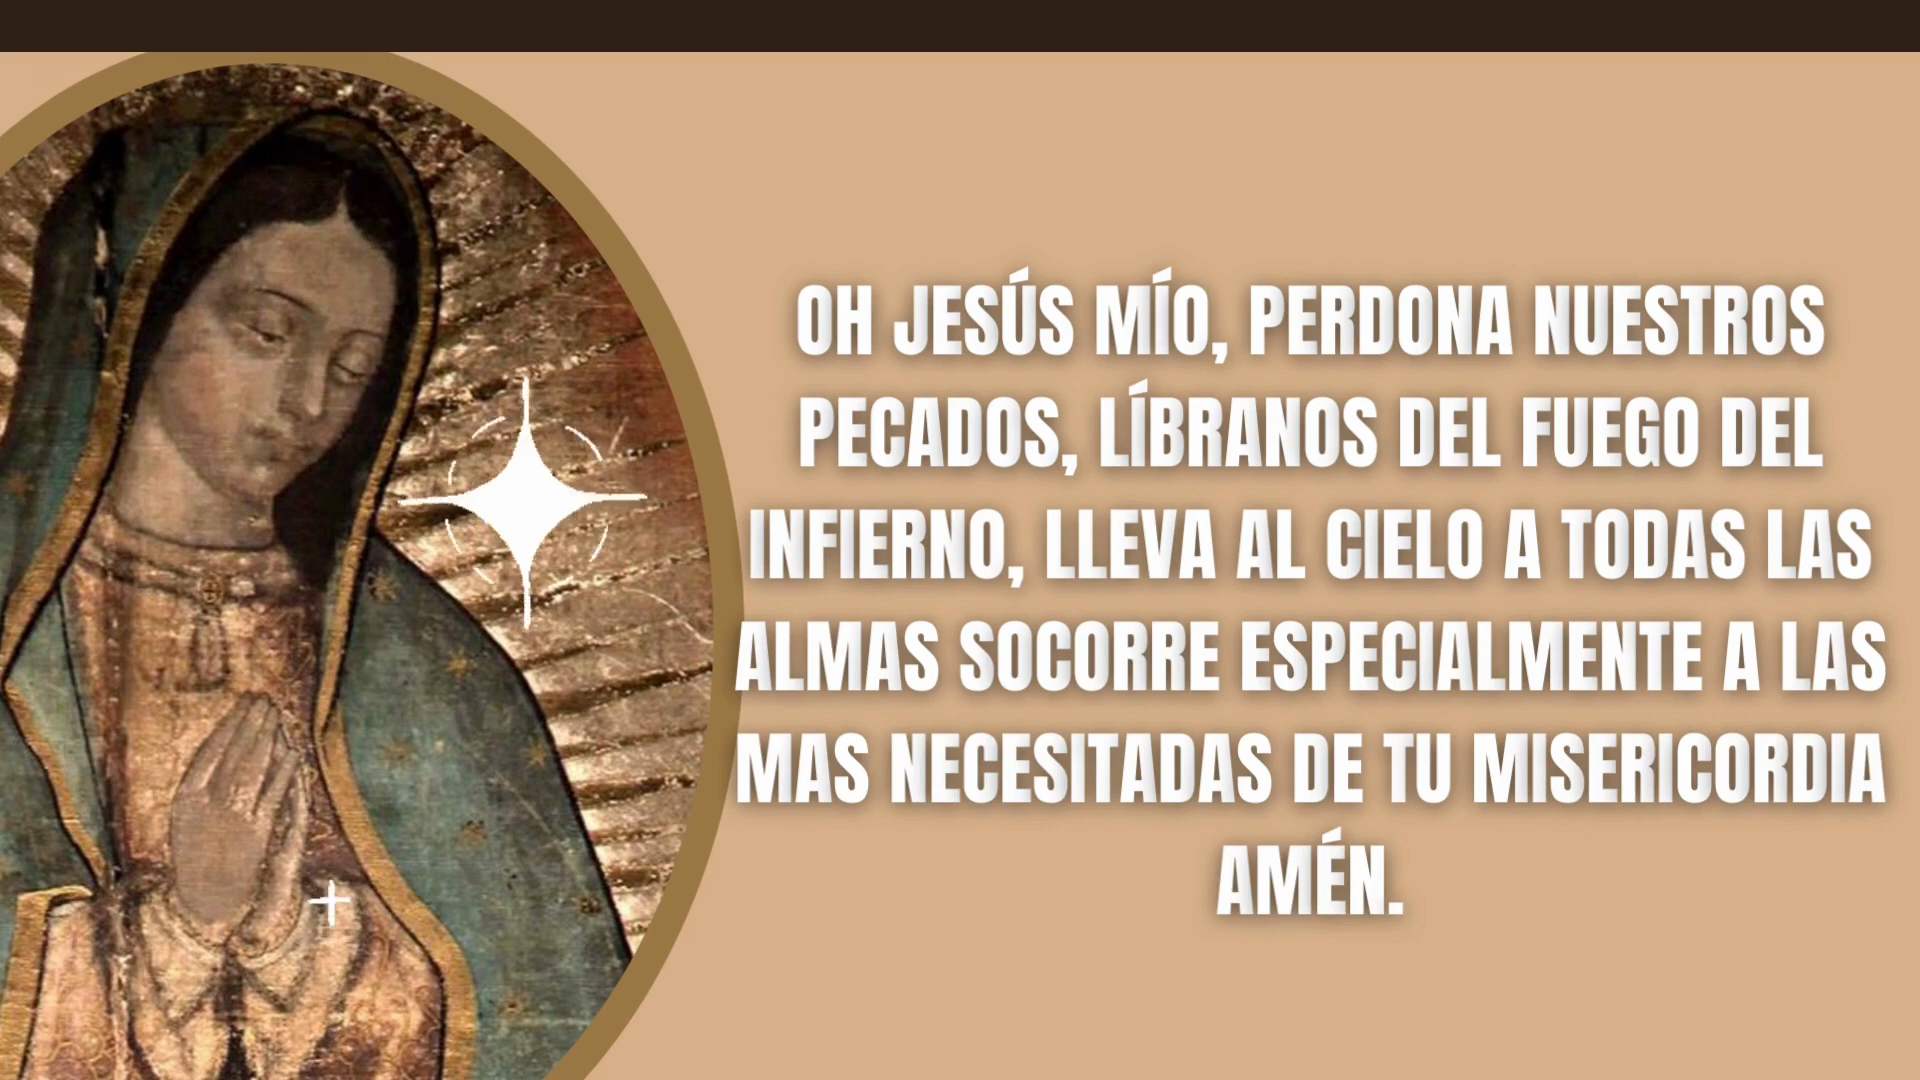 OH JESÚS MÍO, PERDONA NUESTROS
PECADOS, LÍBRANOS DEL FUEGO DEL
INFIERNO, LLEVA AL CIELO A TODAS LAS
ALMAS SOCORRE ESPECIALMENTE A LAS
MAS NECESITADAS DE TU MISERICORDIA
AMÉN.